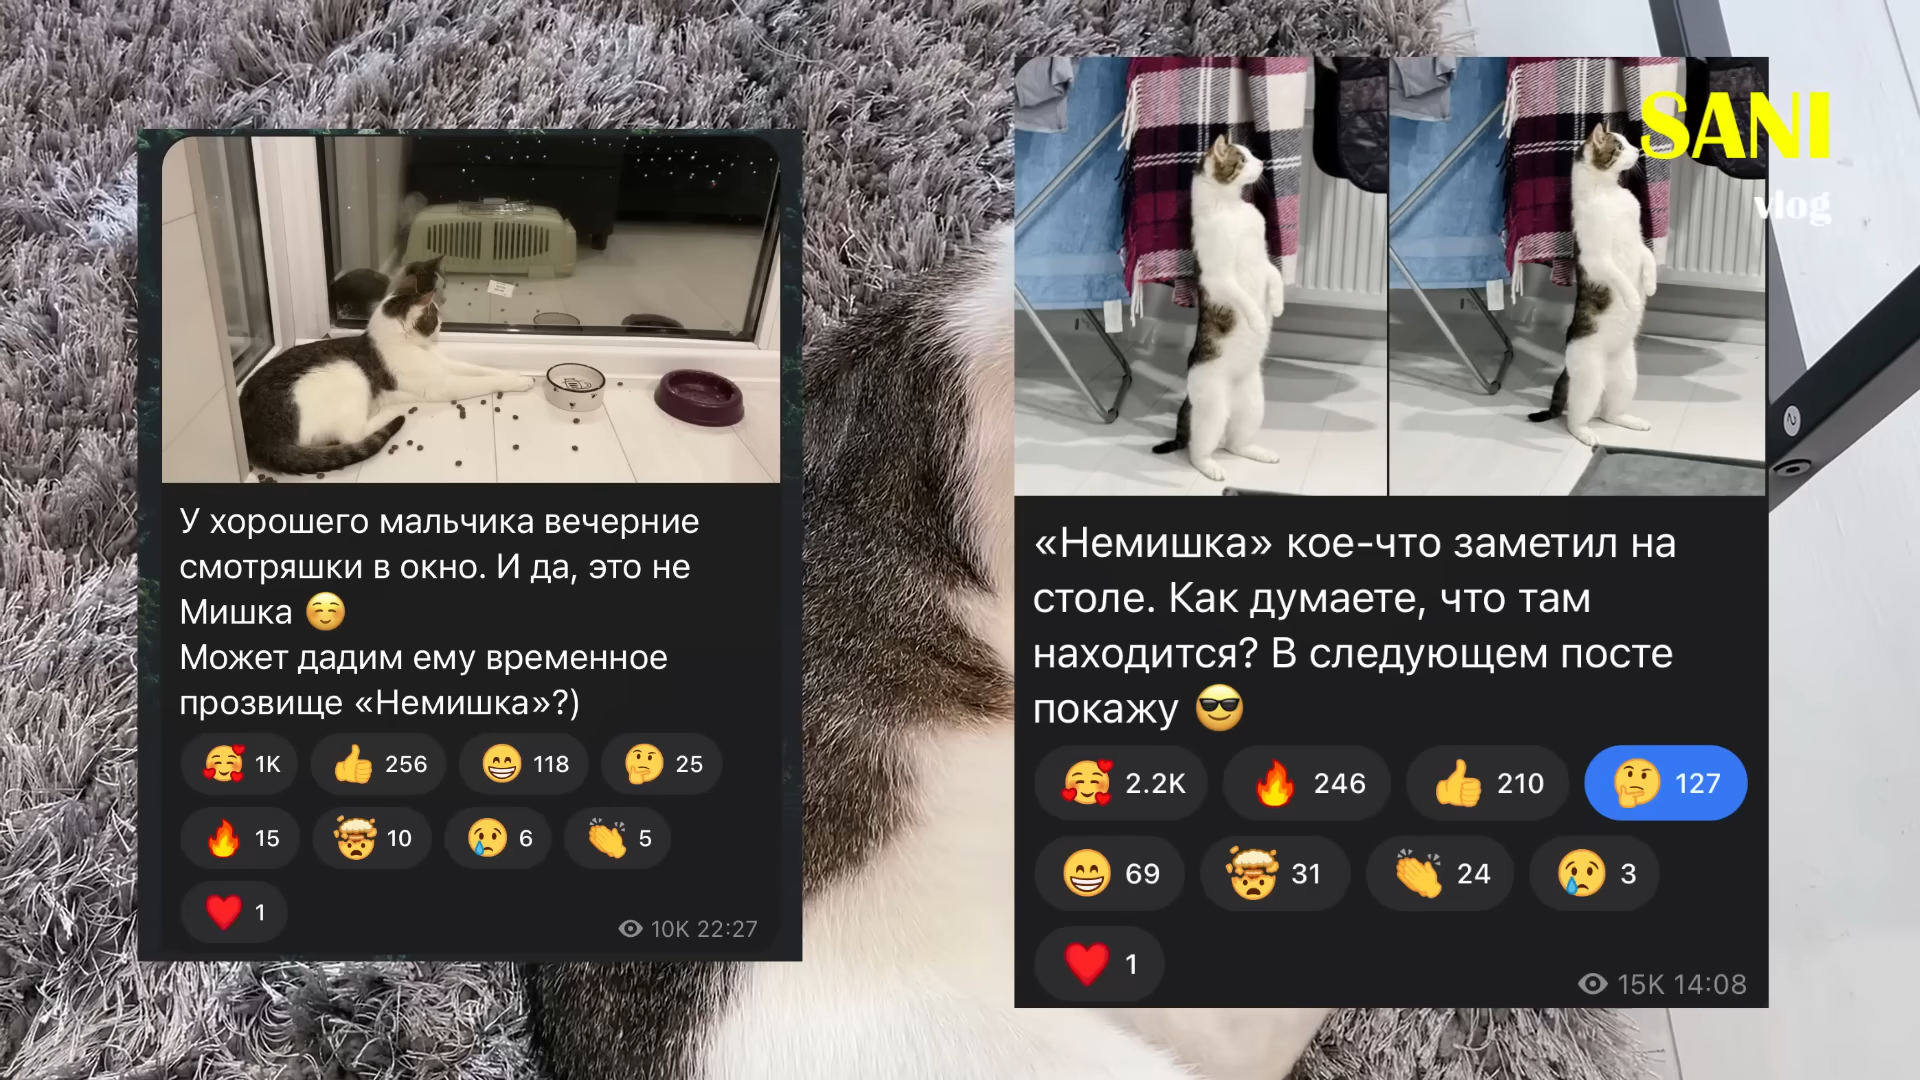 У хорошего мальчика вечерние
смотряшки в окно. И да, это не
Мишка ☺️
Может дадим ему временное
прозвище «Немишка»?)
🥰 1K 👍 256 😁 118 🤔 25
🔥 15 🤯 10 😢 6 👏 5
❤️ 1
10K 22:27
SANI
vlog
«Немишка» кое-что заметил на
столе. Как думаете, что там
находится? В следующем посте
покажу 😎
🥰 2.2K 🔥 246 👍 210 🤔 127
😁 69 🤯 31 👏 24 😢 3
❤️ 1
15K 14:08